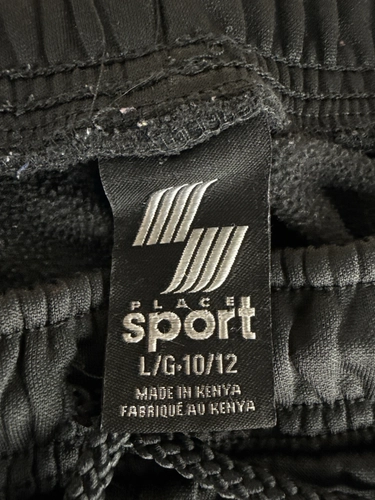 PLACE
sport
L/G·10/12
MADE IN KENYA
FABRIQUÉ AU KENYA